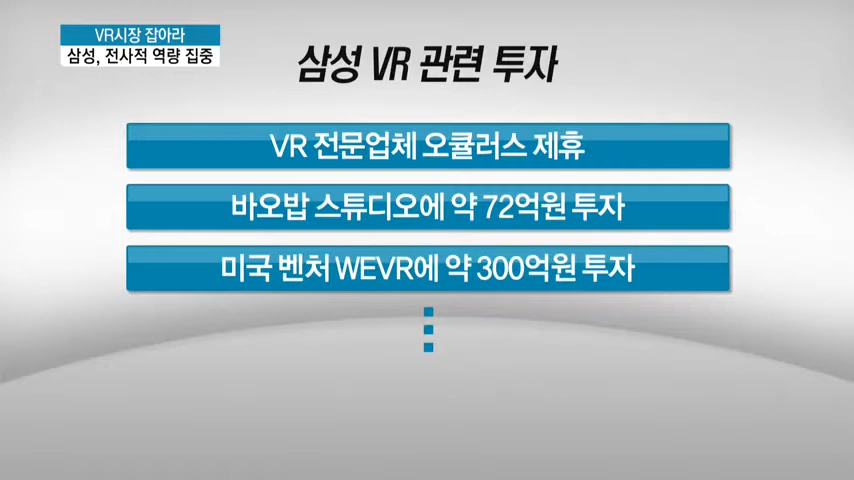 VR시장 잡아라
삼성, 전사적 역량 집중
삼성 VR 관련 투자
VR 전문업체 오큘러스 제휴
바오밥 스튜디오에 약 72억원 투자
미국 벤처 WEVR에 약 300억원 투자